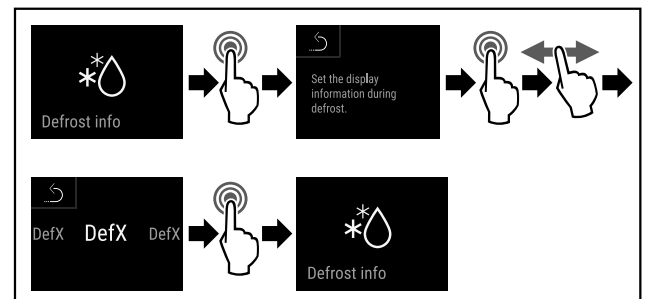 Defrost info
Set the display
information during
defrost.
DefX DefX DefX
Defrost info